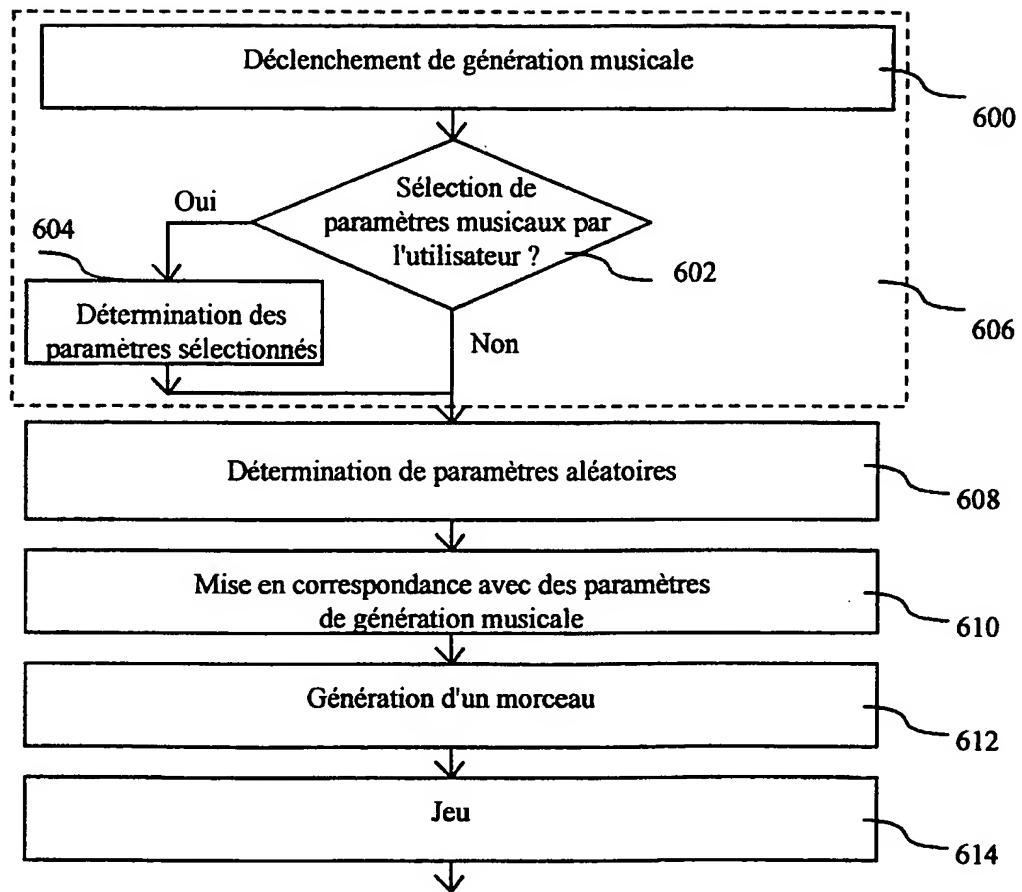 Déclenchement de génération musicale
600
Sélection de
paramètres musicaux par
l'utilisateur ?
602
Oui
604
Détermination des
paramètres sélectionnés
Non
606
Détermination de paramètres aléatoires
608
Mise en correspondance avec des paramètres
de génération musicale
610
Génération d'un morceau
612
Jeu
614